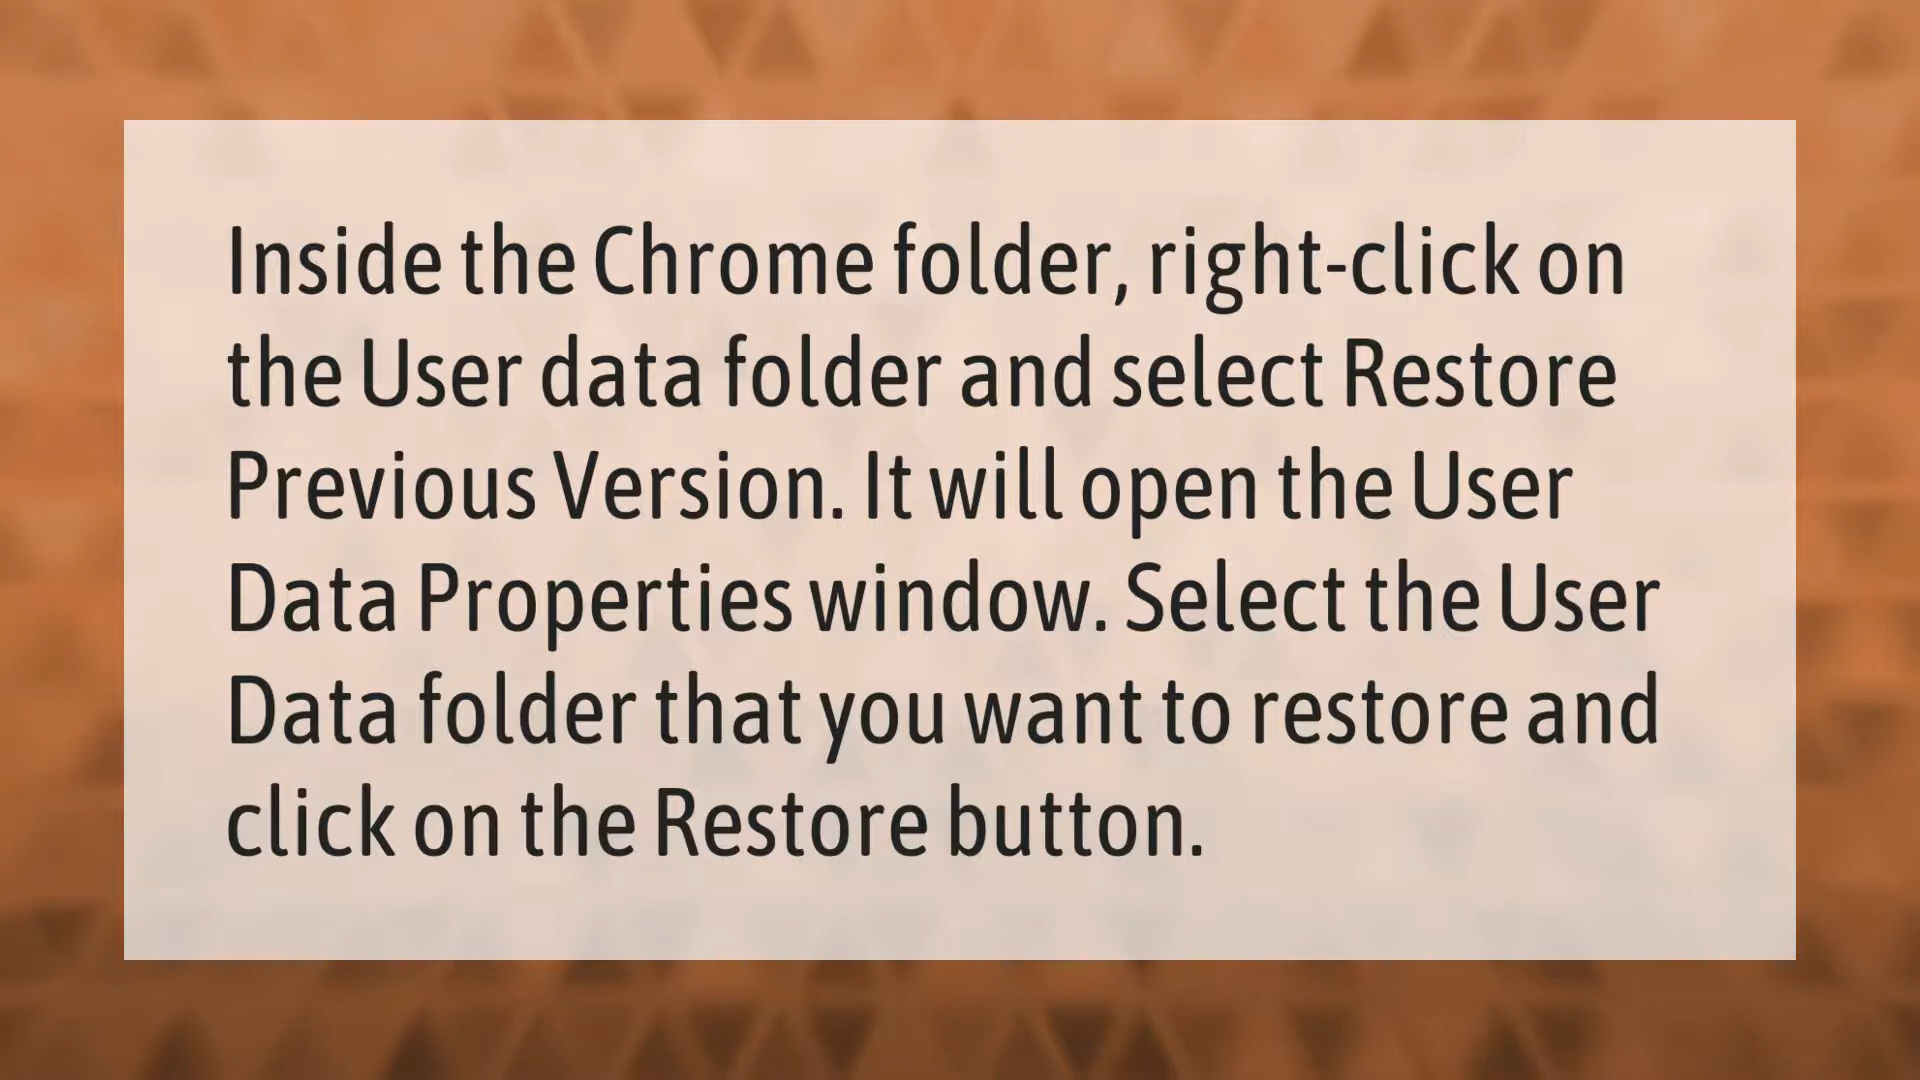 Inside the Chrome folder, right-click on
the User data folder and select Restore
Previous Version. It will open the User
Data Properties window. Select the User
Data folder that you want to restore and
click on the Restore button.